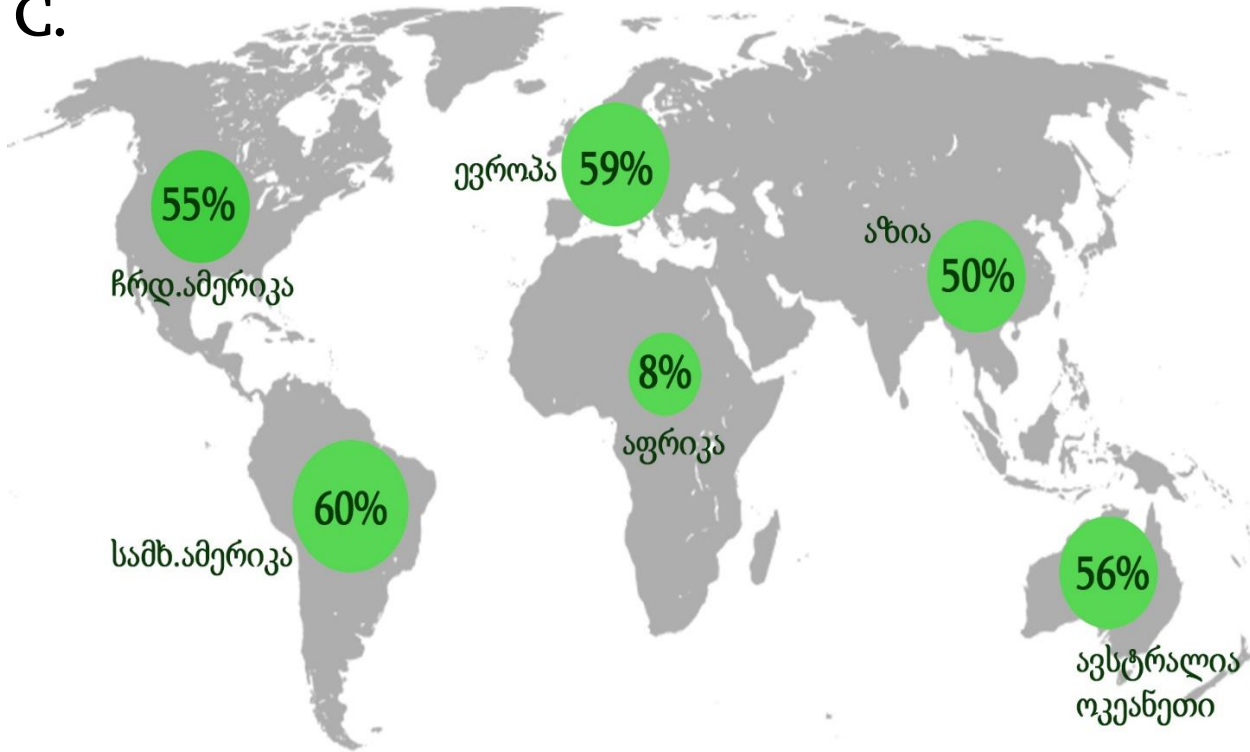 C.
ევროპა 59%
55%
აზია
50%
ჩრდ.ამერიკა
8%
აფრიკა
60%
სამხ.ამერიკა
56%
ავსტრალია
ოკეანეთი